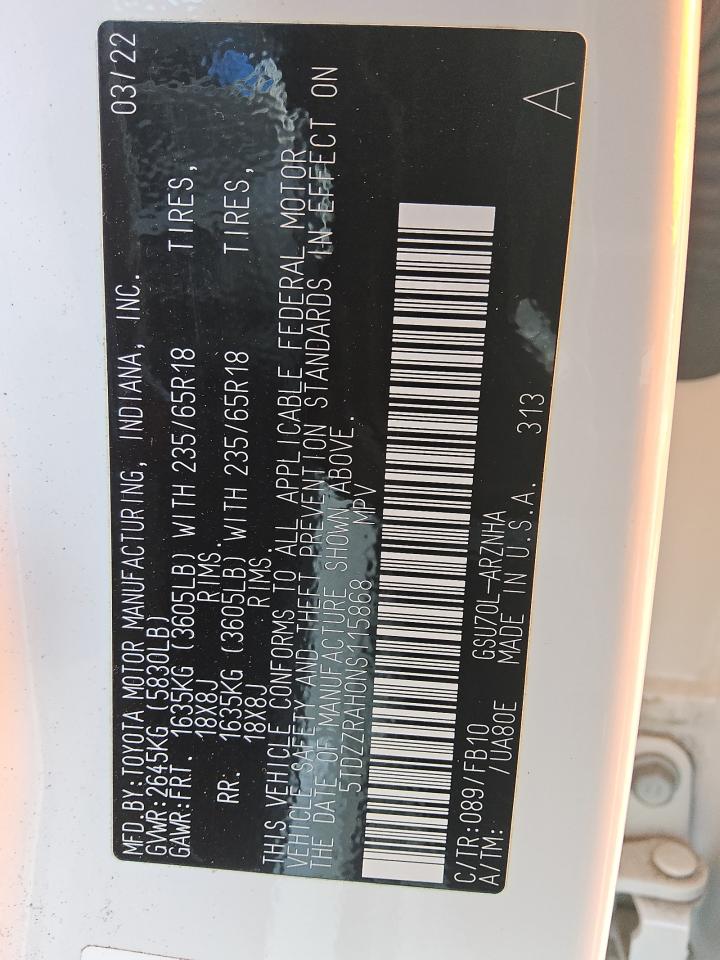 MFD.BY:TOYOTA MOTOR MANUFACTURING, INDIANA, INC. 03/22
GVWR:2645KG (5830LB)
GAWR:FRT. 1635KG (3605LB) WITH 235/65R18 TIRES,
18X8J RIMS.
RR. 1635KG (3605LB) WITH 235/65R18 TIRES,
18X8J RIMS.
THIS VEHICLE CONFORMS TO ALL APPLICABLE FEDERAL MOTOR
VEHICLE SAFETY AND THEFT PREVENTION STANDARDS IN EFFECT ON
THE DATE OF MANUFACTURE SHOWN ABOVE.
5TDZZRAH0NS115868 MPV
C/TR:089/FB10 GSU70L-ARZNHA
A/TM: /UA80E MADE IN U.S.A. 313 A